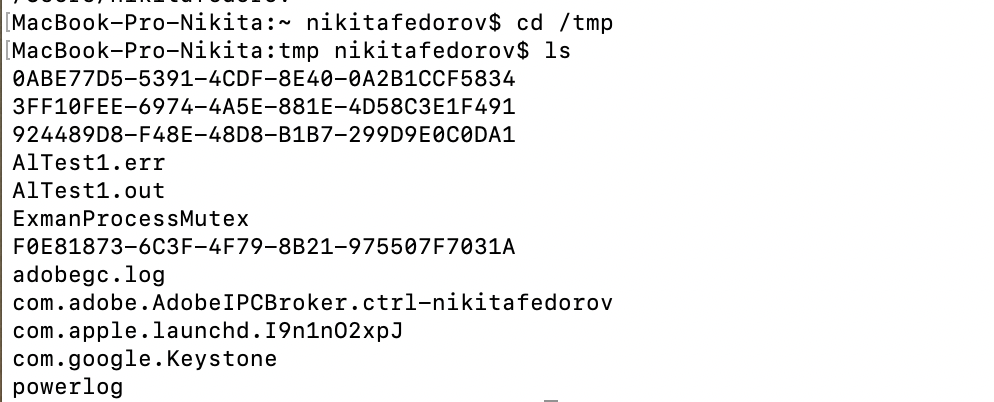 [MacBook-Pro-Nikita:~ nikitafedorov$ cd /tmp
[MacBook-Pro-Nikita:tmp nikitafedorov$ ls
0ABE77D5-5391-4CDF-8E40-0A2B1CCF5834
3FF10FEE-6974-4A5E-881E-4D58C3E1F491
924489D8-F48E-48D8-B1B7-299D9E0C0DA1
AlTest1.err
AlTest1.out
ExmanProcessMutex
F0E81873-6C3F-4F79-8B21-975507F7031A
adobegc.log
com.adobe.AdobeIPCBroker.ctrl-nikitafedorov
com.apple.launchd.I9n1nO2xpJ
com.google.Keystone
powerlog